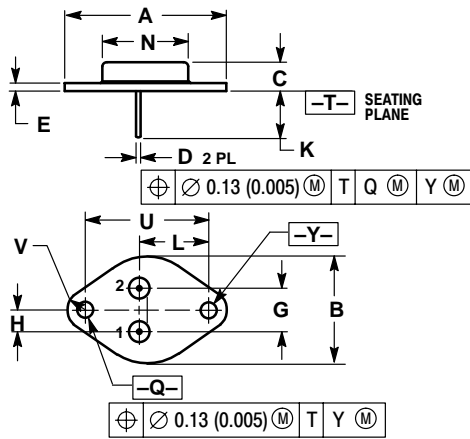 A
N
C
E
–T– SEATING
PLANE
K
D 2 PL
⌖ ∅ 0.13 (0.005) Ⓜ T Q Ⓜ Y Ⓜ
U
V
L
–Y–
2
H
G
B
1
–Q–
⌖ ∅ 0.13 (0.005) Ⓜ T Y Ⓜ